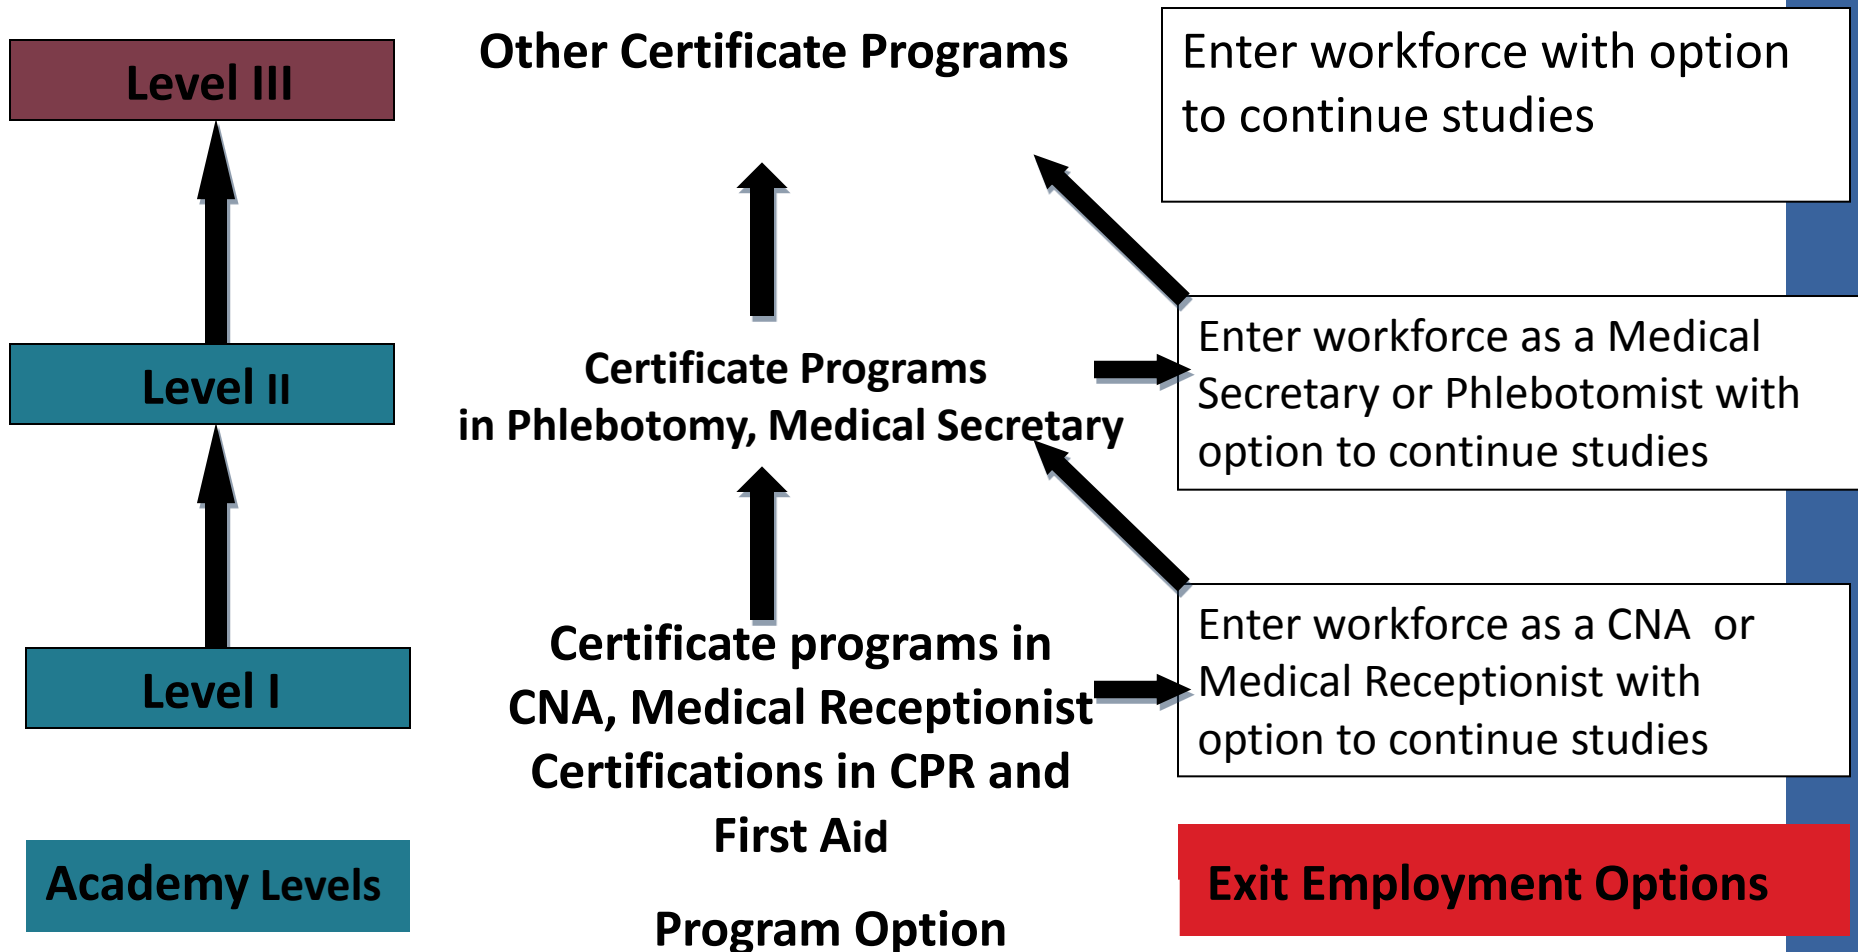 Level III
Other Certificate Programs
Enter workforce with option
to continue studies
Level II
Certificate Programs
in Phlebotomy, Medical Secretary
Enter workforce as a Medical
Secretary or Phlebotomist with
option to continue studies
Level I
Certificate programs in
CNA, Medical Receptionist
Certifications in CPR and
First Aid
Enter workforce as a CNA or
Medical Receptionist with
option to continue studies
Academy Levels
Program Option
Exit Employment Options